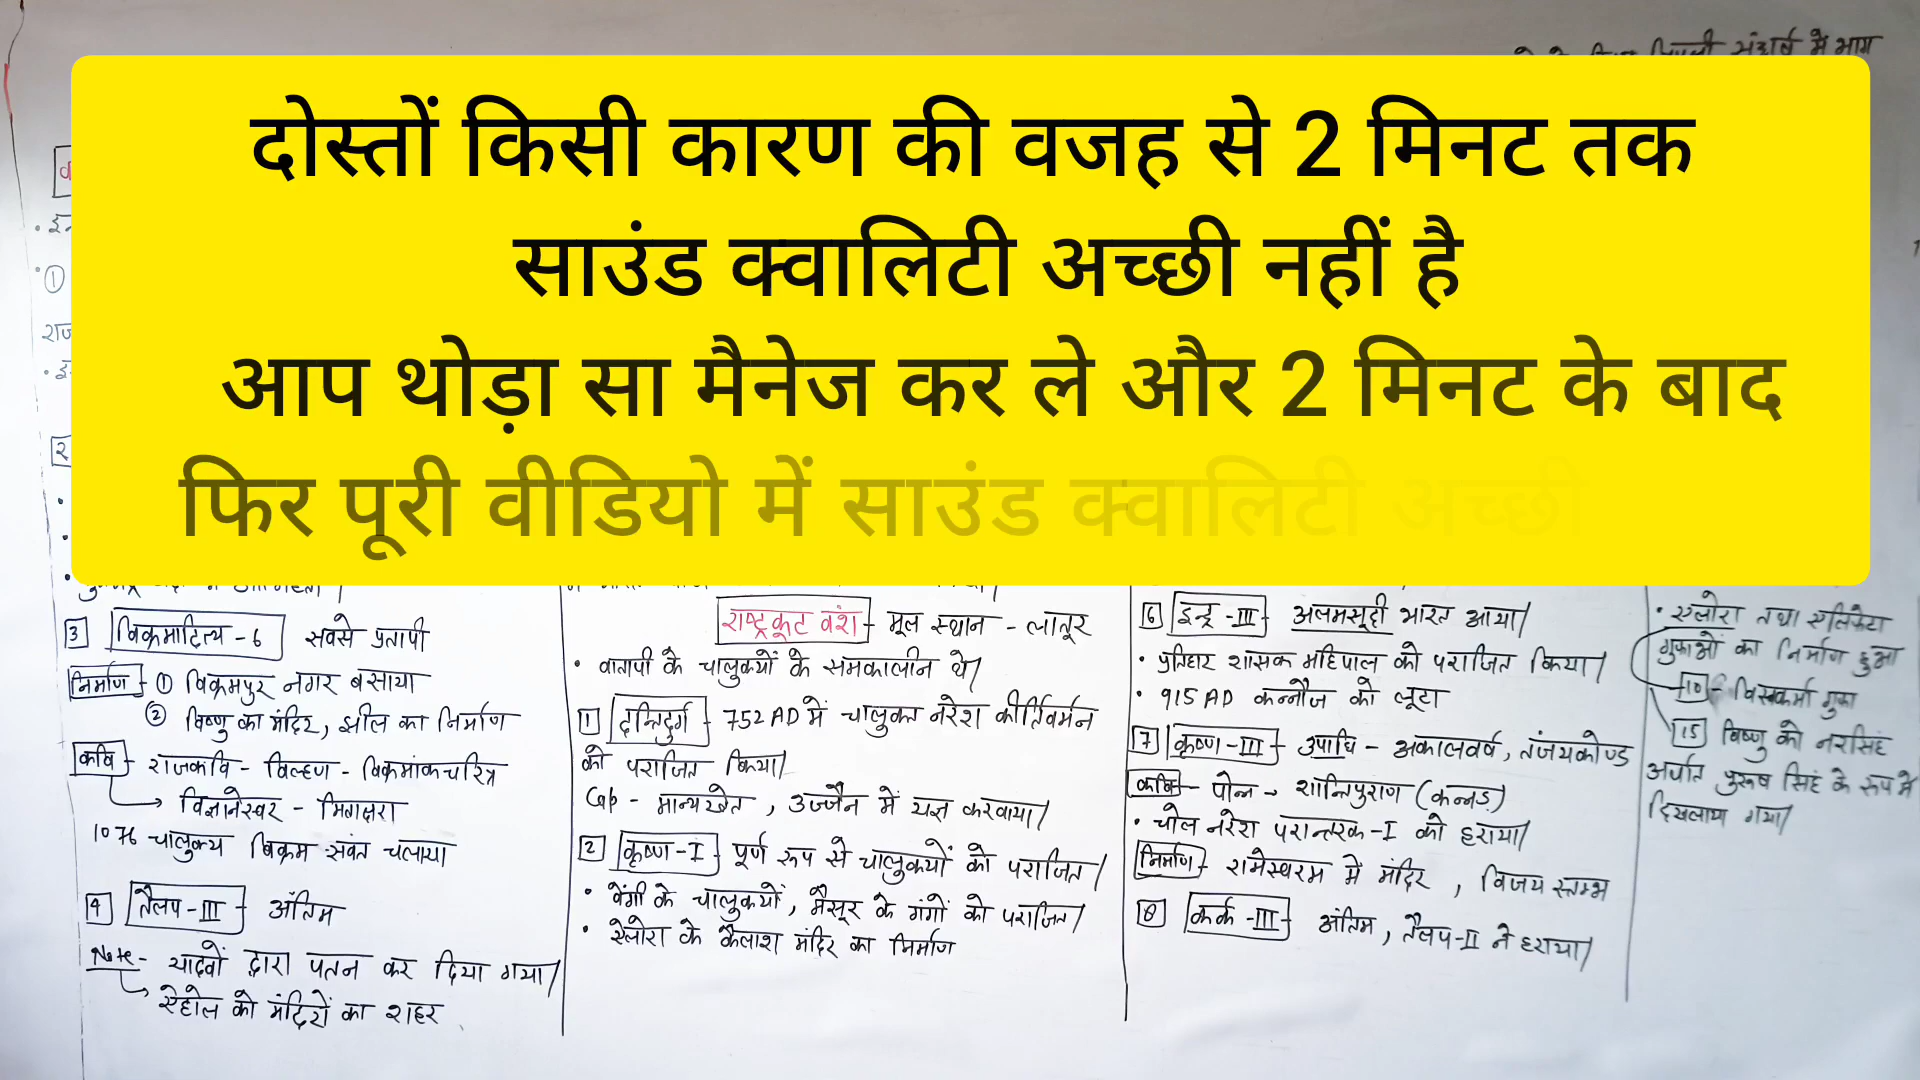 संघर्ष में भाग
दोस्तों किसी कारण की वजह से 2 मिनट तक
साउंड क्वालिटी अच्छी नहीं है
आप थोड़ा सा मैनेज कर ले और 2 मिनट के बाद
फिर पूरी वीडियो में साउंड क्वालिटी अच्छी
3 विक्रमादित्य - 6 सबसे प्रतापी
निर्माण - ① विक्रमपुर नगर बसाया
② विष्णु का मंदिर, झील का निर्माण
कवि - राजकवि - विल्हण - विक्रमांकचरित्र
→ विज्ञानेस्वर - मिताक्षरा
1076 चालुक्य विक्रम संवत चलाया
4 तैलप-III - अंतिम
Note - यादवों द्वारा पतन कर दिया गया।
→ ऐहोल को मंदिरों का शहर
राष्ट्रकूट वंश - मूल स्थान - लातूर
• वातापी के चालुक्यों के समकालीन थे।
1 दन्तिदुर्ग - 752 AD में चालुक्य नरेश कीर्तिवर्मन
को पराजित किया।
Cap - मान्यखेत , उज्जैन में यज्ञ करवाया।
2 कृष्ण-I - पूर्ण रूप से चालुकयों को पराजित।
• वेंगी के चालुकयों, मैसूर के गंगों को पराजित।
• ऐलोरा के कैलाश मंदिर का निर्माण
6 इन्द्र-III - अलमसूदी भारत आया।
• प्रतिहार शासक महिपाल को पराजित किया।
• 915 AD कन्नौज को लूटा
7 कृष्ण-III - उपाधि - अकालवर्ष, तंजयकोण्ड
कवि - पोन्न → शान्तिपुराण (कन्नड)
• चोल नरेश परान्तक-I को हराया।
निर्माण - रामेस्वरम में मंदिर , विजय स्तम्भ
8 कर्क-III - अंतिम, तैलप-II ने हराया।
• एलोरा तथा एलिफेंटा
गुफाओं का निर्माण हुआ
10 - विस्वकर्मा गुफा
15 विष्णु को नरसिंह
अर्थात पुरूष सिंह के रूप में
दिखलाया गया।